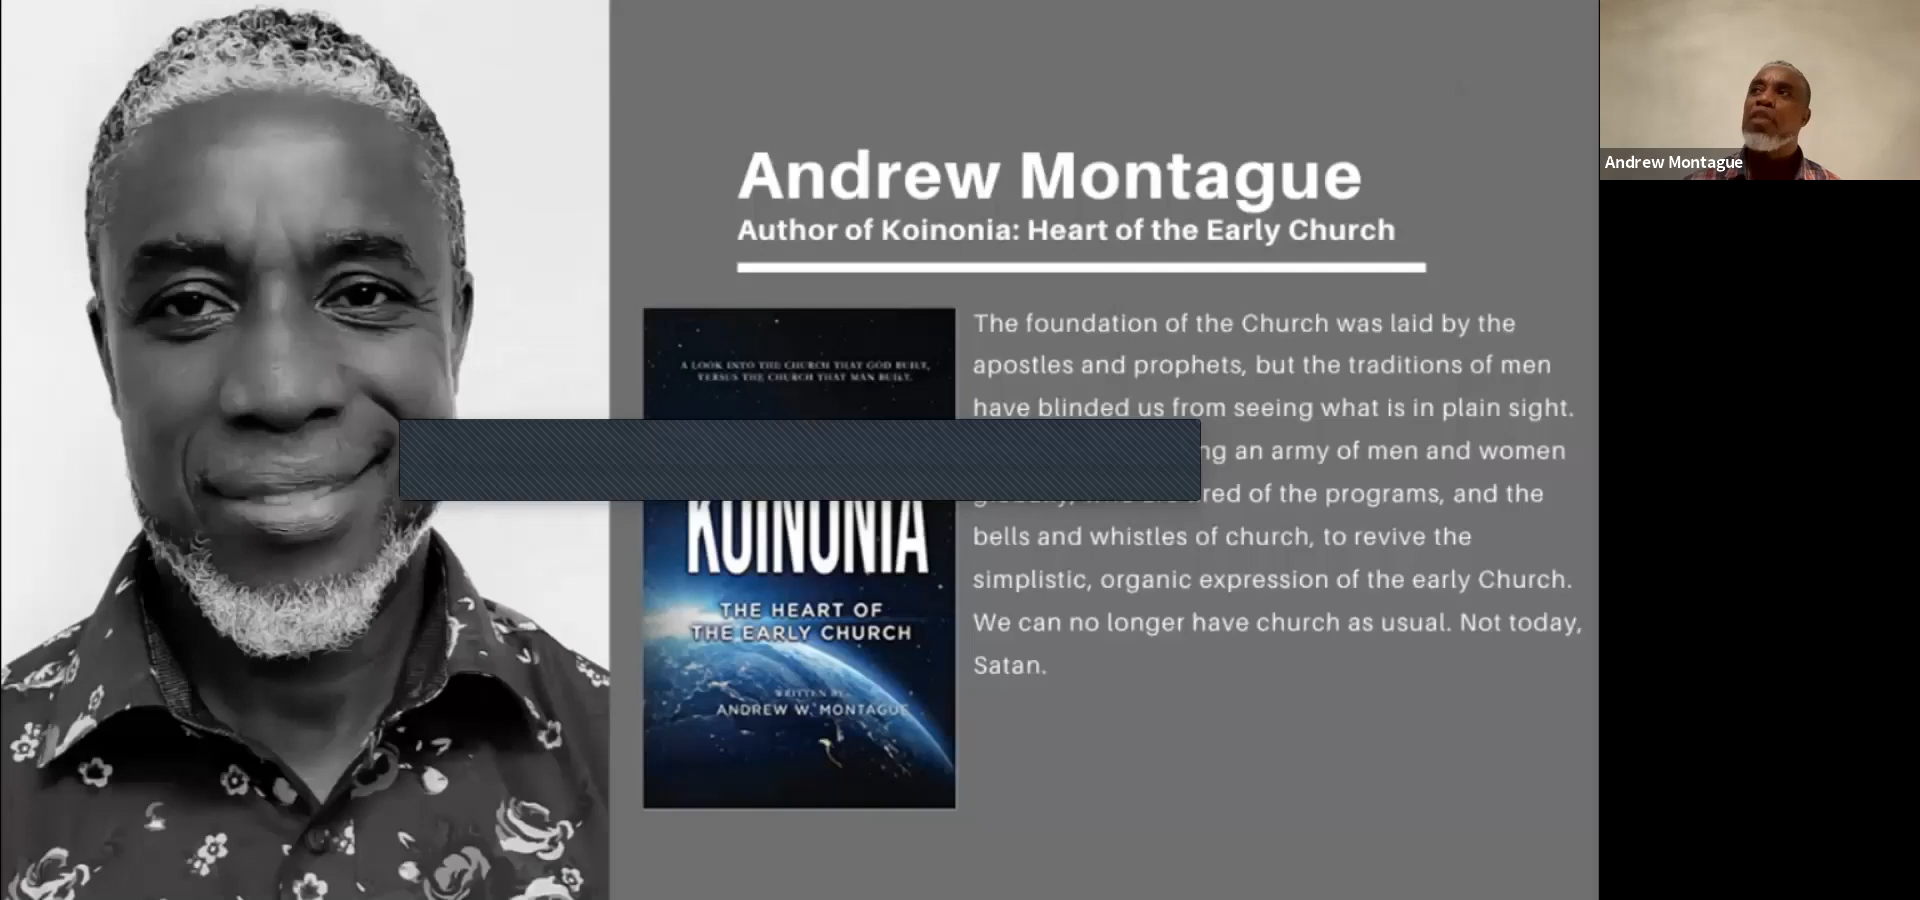 Andrew Montague
Author of Koinonia: Heart of the Early Church
A LOOK INTO THE CHURCH THAT GOD BUILT,
VERSUS THE CHURCH THAT MAN BUILT.
KOINONIA
THE HEART OF
THE EARLY CHURCH
WRITTEN BY
ANDREW W. MONTAGUE
The foundation of the Church was laid by the
apostles and prophets, but the traditions of men
have blinded us from seeing what is in plain sight.
an army of men and women
of the programs, and the
bells and whistles of church, to revive the
simplistic, organic expression of the early Church.
We can no longer have church as usual. Not today,
Satan.
Andrew Montague